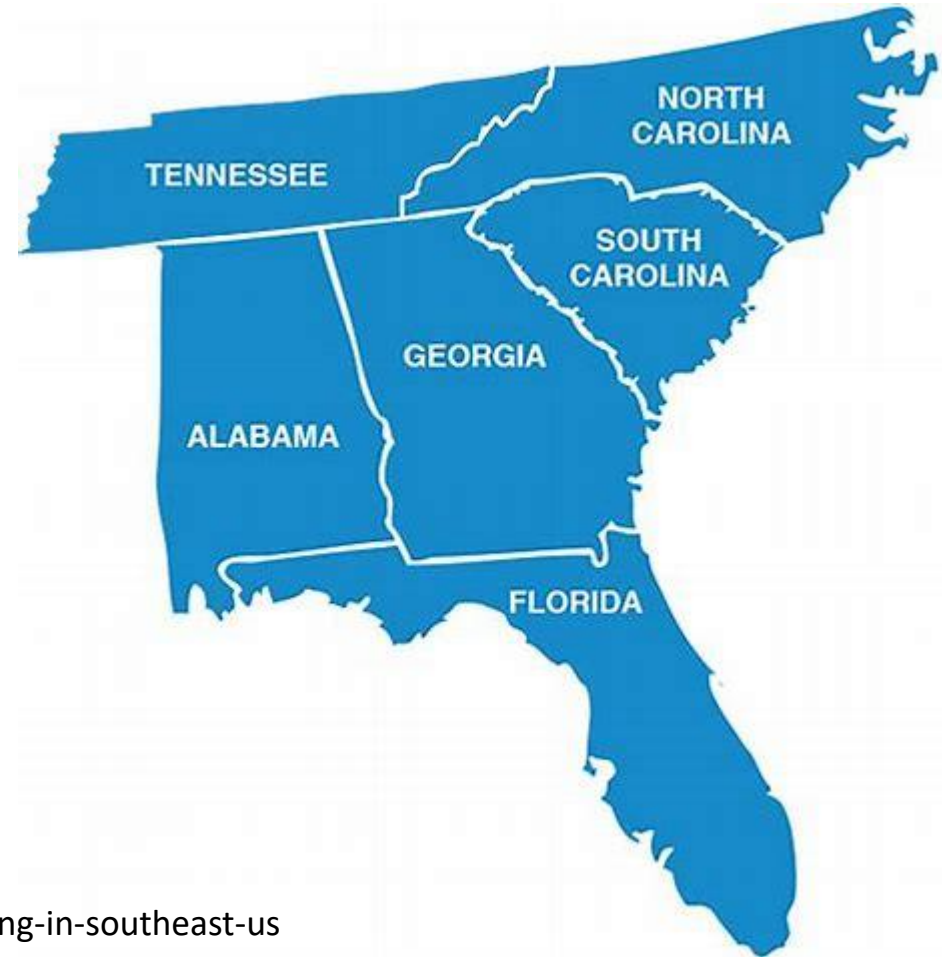 NORTH
CAROLINA
TENNESSEE
SOUTH
CAROLINA
GEORGIA
ALABAMA
FLORIDA
ng-in-southeast-us